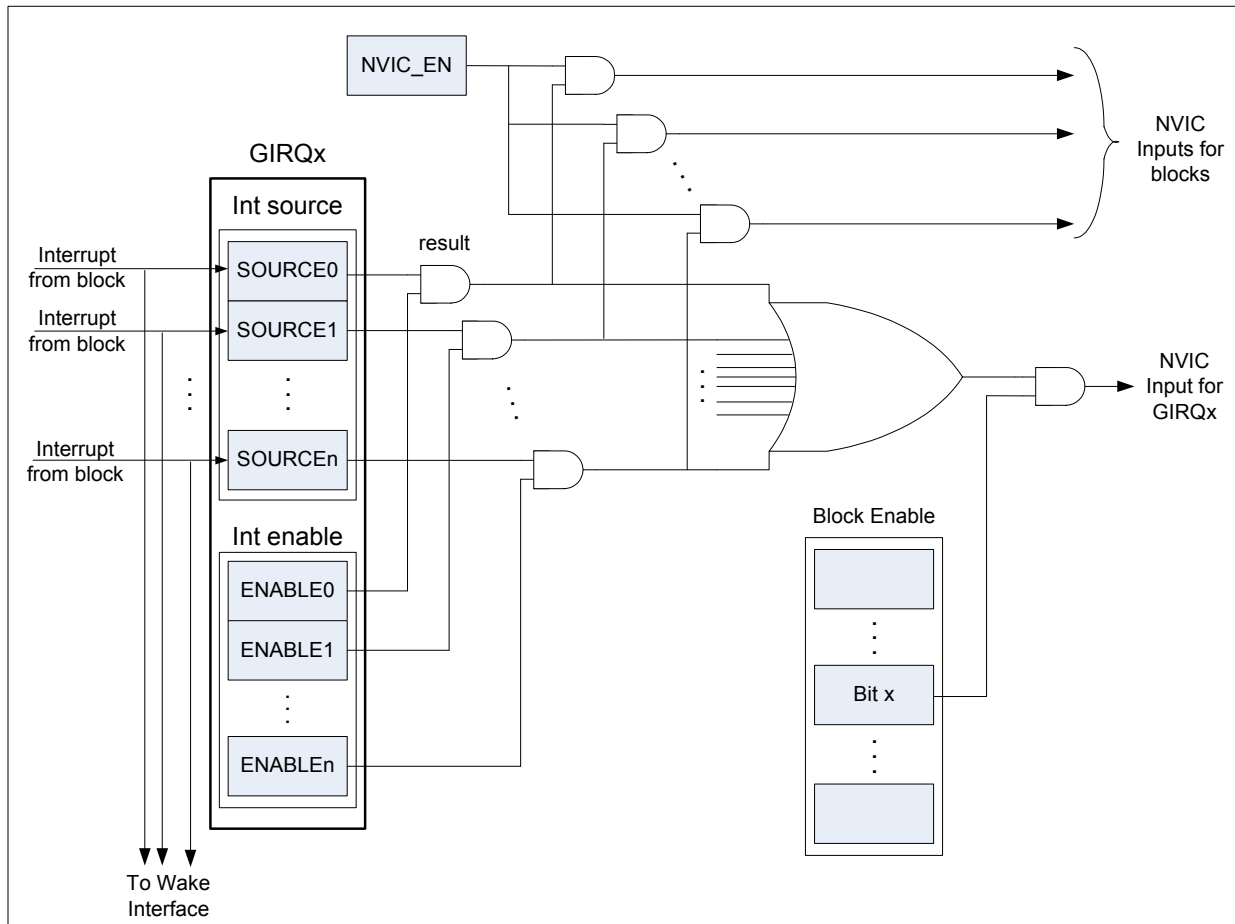 NVIC_EN
NVIC
Inputs for
blocks
GIRQx
Int source
result
Interrupt
from block
SOURCE0
Interrupt
from block
SOURCE1
Interrupt
from block
SOURCEn
NVIC
Input for
GIRQx
Int enable
ENABLE0
ENABLE1
ENABLEn
Block Enable
Bit x
To Wake
Interface